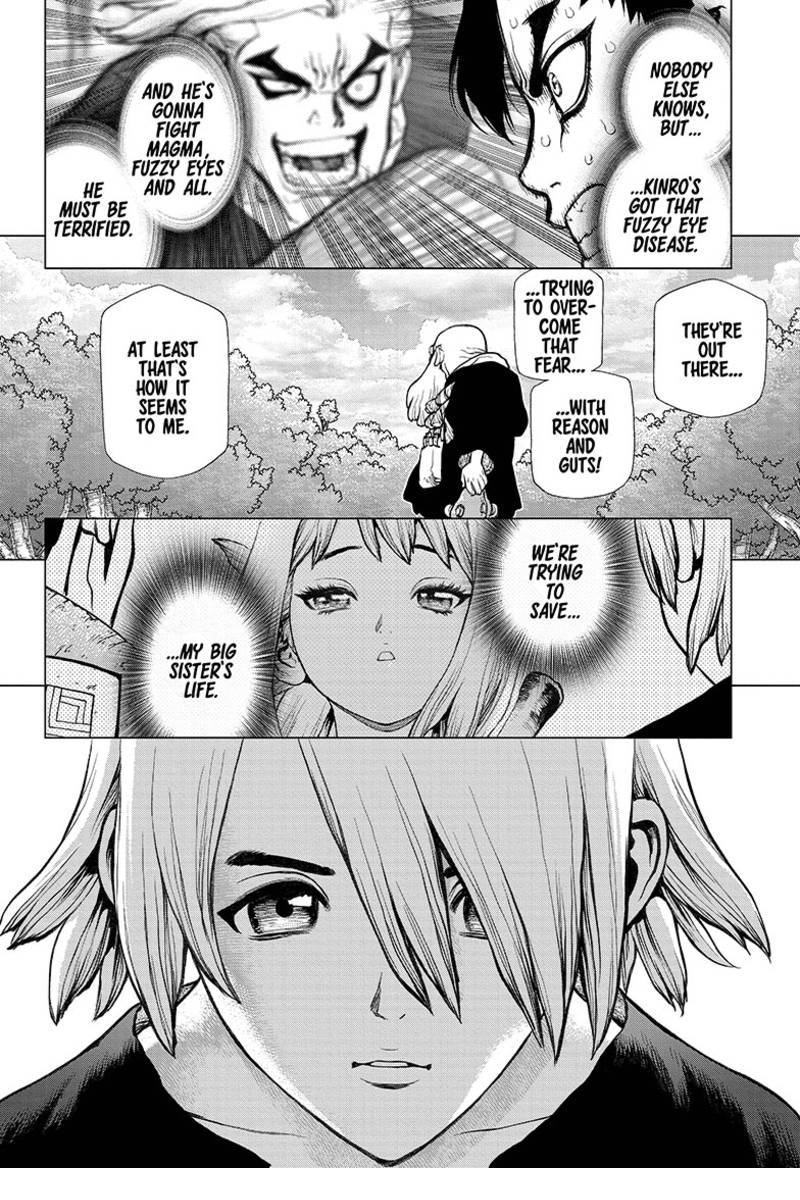 NOBODY
ELSE
KNOWS,
BUT...
...KINRO'S
GOT THAT
FUZZY EYE
DISEASE.
AND HE'S
GONNA
FIGHT
MAGMA,
FUZZY EYES
AND ALL.
HE
MUST BE
TERRIFIED.
THEY'RE
OUT
THERE...
...TRYING
TO OVER-
COME
THAT
FEAR...
...WITH
REASON
AND
GUTS!
AT LEAST
THAT'S
HOW IT
SEEMS
TO ME.
WE'RE
TRYING
TO
SAVE...
...MY BIG
SISTER'S
LIFE.